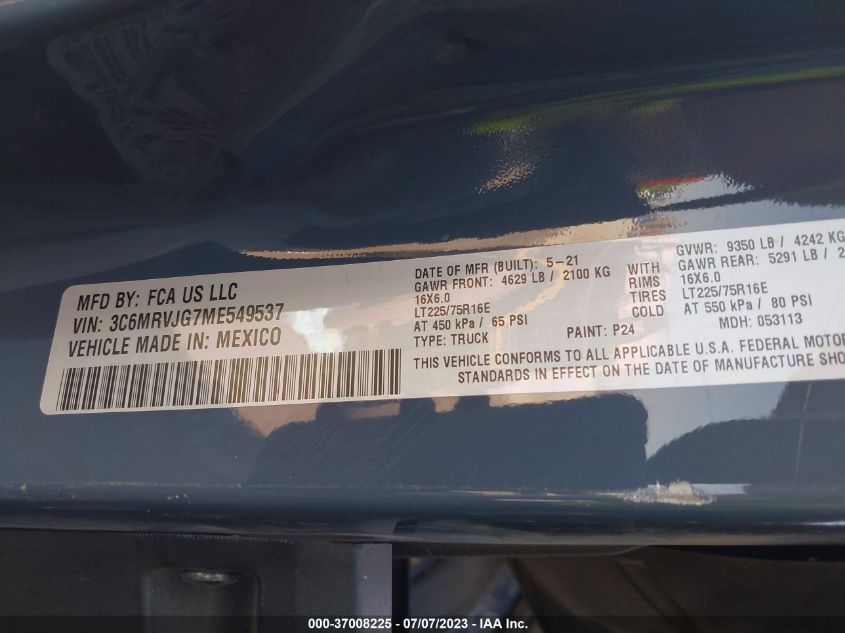 MFD BY: FCA US LLC
VIN: 3C6MRVJG7ME549537
VEHICLE MADE IN: MEXICO
DATE OF MFR (BUILT): 5-21
GAWR FRONT: 4629 LB / 2100 KG
16X6.0
LT225/75R16E
AT 450 kPa / 65 PSI
TYPE: TRUCK
PAINT: P24
WITH
RIMS
TIRES
COLD
GVWR: 9350 LB / 4242 KG
GAWR REAR: 5291 LB / 2
16X6.0
LT225/75R16E
AT 550 kPa / 80 PSI
MDH: 053113
THIS VEHICLE CONFORMS TO ALL APPLICABLE U.S.A. FEDERAL MOTOR
STANDARDS IN EFFECT ON THE DATE OF MANUFACTURE SHO
000-37008225 - 07/07/2023 - IAA Inc.